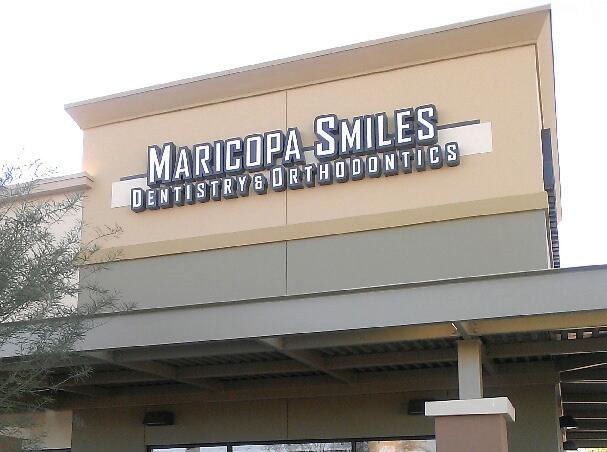 MARICOPA SMILES
DENTISTRY & ORTHODONTICS